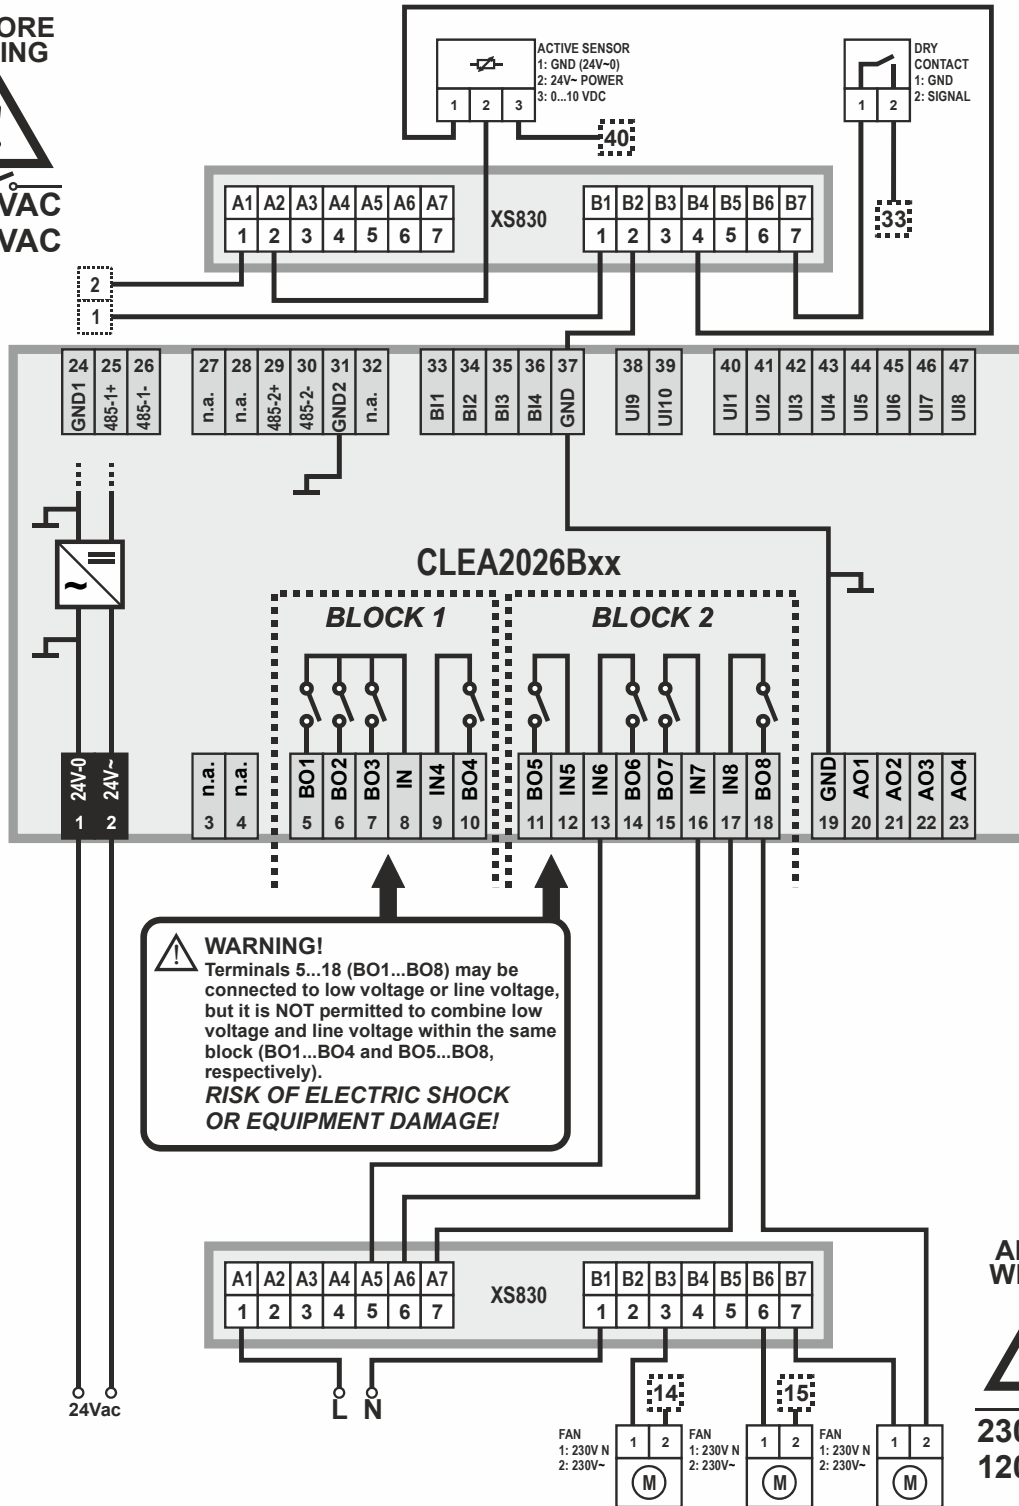 ORE
ING
VAC
VAC
ACTIVE SENSOR
1: GND (24V~0)
2: 24V~ POWER
3: 0...10 VDC
1 2 3
40
DRY
CONTACT
1: GND
2: SIGNAL
1 2
33
A1 A2 A3 A4 A5 A6 A7
1 2 3 4 5 6 7
XS830
B1 B2 B3 B4 B5 B6 B7
1 2 3 4 5 6 7
2
1
24 25 26 27 28 29 30 31 32 33 34 35 36 37 38 39 40 41 42 43 44 45 46 47
GND1 485-1+ 485-1- n.a. n.a. 485-2+ 485-2- GND2 n.a. BI1 BI2 BI3 BI4 GND UI9 UI10 UI1 UI2 UI3 UI4 UI5 UI6 UI7 UI8
~
CLEA2026Bxx
BLOCK 1
BLOCK 2
24V-0 24V~ n.a. n.a. BO1 BO2 BO3 IN IN4 BO4 BO5 IN5 IN6 BO6 BO7 IN7 IN8 BO8 GND AO1 AO2 AO3 AO4
1 2 3 4 5 6 7 8 9 10 11 12 13 14 15 16 17 18 19 20 21 22 23
! WARNING!
Terminals 5...18 (BO1...BO8) may be
connected to low voltage or line voltage,
but it is NOT permitted to combine low
voltage and line voltage within the same
block (BO1...BO4 and BO5...BO8,
respectively).
RISK OF ELECTRIC SHOCK
OR EQUIPMENT DAMAGE!
A1 A2 A3 A4 A5 A6 A7
1 2 3 4 5 6 7
XS830
B1 B2 B3 B4 B5 B6 B7
1 2 3 4 5 6 7
24Vac
L N
14
15
FAN
1: 230V N
2: 230V~
1 2
M
FAN
1: 230V N
2: 230V~
1 2
M
FAN
1: 230V N
2: 230V~
1 2
M
230
120